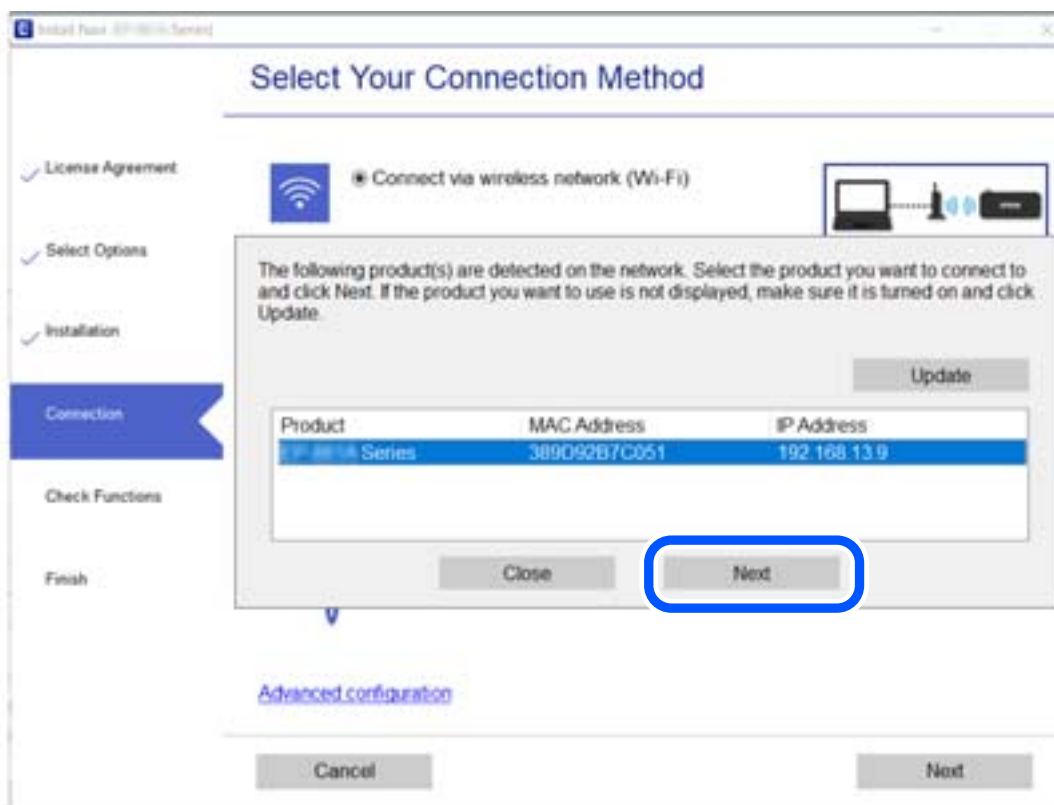 Install Navi
Series]
Select Your Connection Method
License Agreement
Connect via wireless network (Wi-Fi)
Select Options
The following product(s) are detected on the network. Select the product you want to connect to
and click Next. If the product you want to use is not displayed, make sure it is turned on and click
Update.
Installation
Update
Connection
Product MAC Address IP Address
Series 389D92B7C051 192.168.13.9
Check Functions
Close Next
Finish
Advanced configuration
Cancel Next